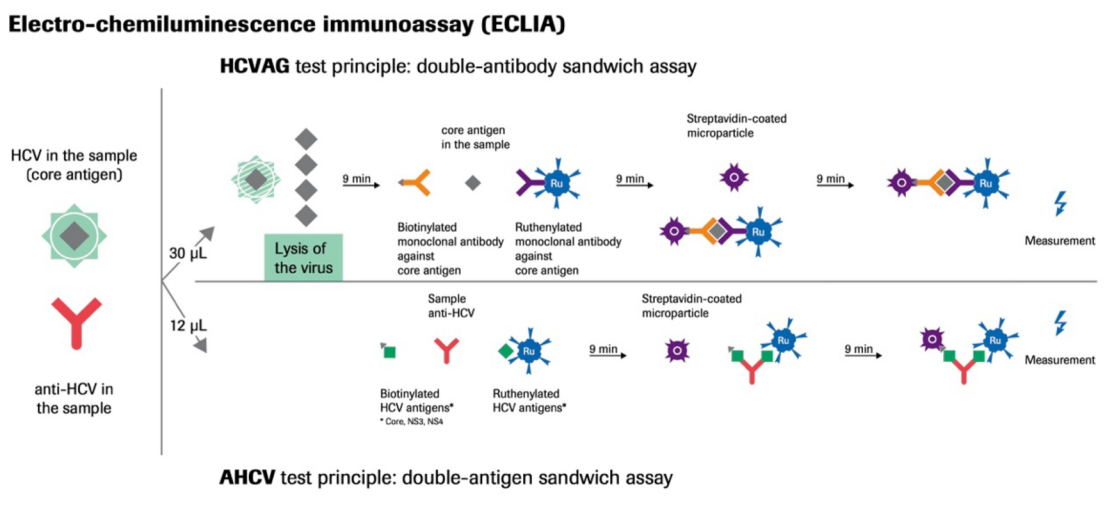 Electro-chemiluminescence immunoassay (ECLIA)
HCVAG test principle: double-antibody sandwich assay
HCV in the sample
(core antigen)
30 µL
Lysis of
the virus
9 min
core antigen
in the sample
Ru
Biotinylated
monoclonal antibody
against
core antigen
Ruthenylated
monoclonal antibody
against
core antigen
9 min
Streptavidin-coated
microparticle
Ru
9 min
Ru
Measurement
12 µL
anti-HCV in
the sample
Sample
anti-HCV
Ru
Biotinylated
HCV antigens*
* Core, NS3, NS4
Ruthenylated
HCV antigens*
9 min
Streptavidin-coated
microparticle
Ru
9 min
Ru
Measurement
AHCV test principle: double-antigen sandwich assay